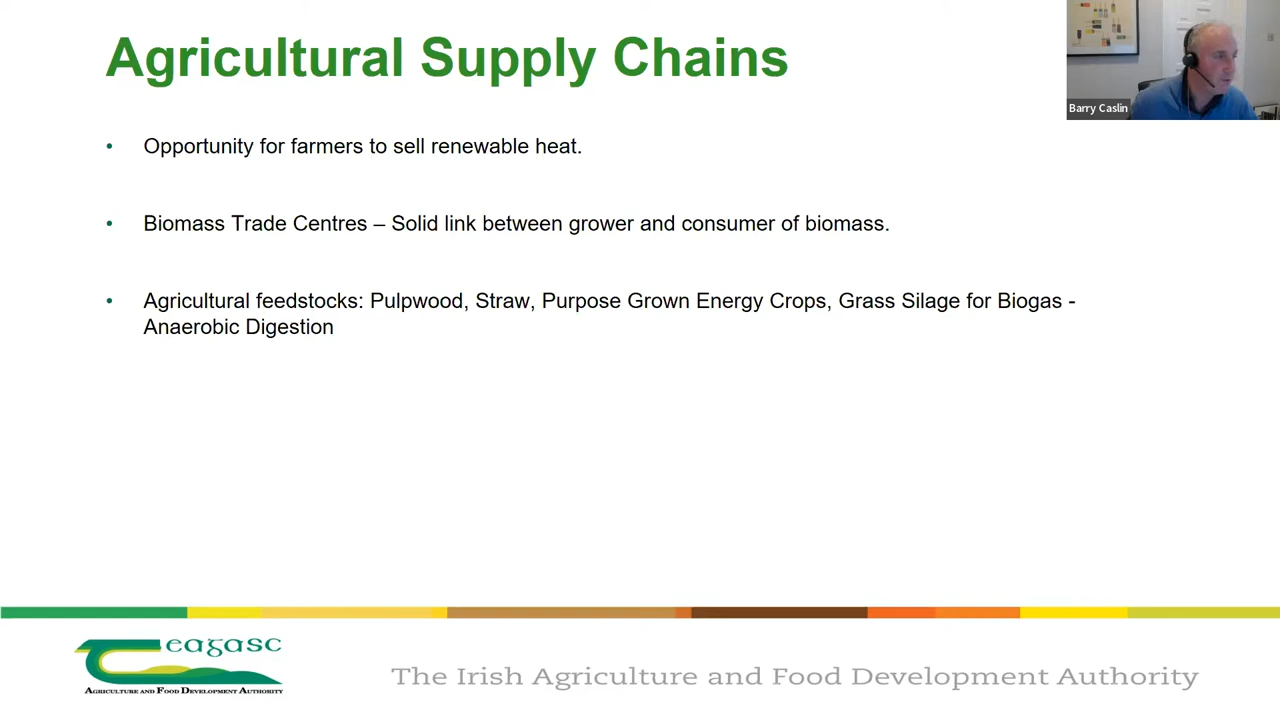 Agricultural Supply Chains
Barry Caslin
• Opportunity for farmers to sell renewable heat.
• Biomass Trade Centres – Solid link between grower and consumer of biomass.
• Agricultural feedstocks: Pulpwood, Straw, Purpose Grown Energy Crops, Grass Silage for Biogas -
Anaerobic Digestion
eagasc
AGRICULTURE AND FOOD DEVELOPMENT AUTHORITY
The Irish Agriculture and Food Development Authority